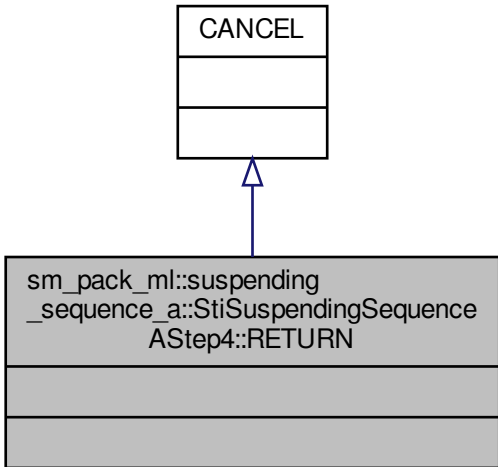 CANCEL
sm_pack_ml::suspending
_sequence_a::StiSuspendingSequence
AStep4::RETURN